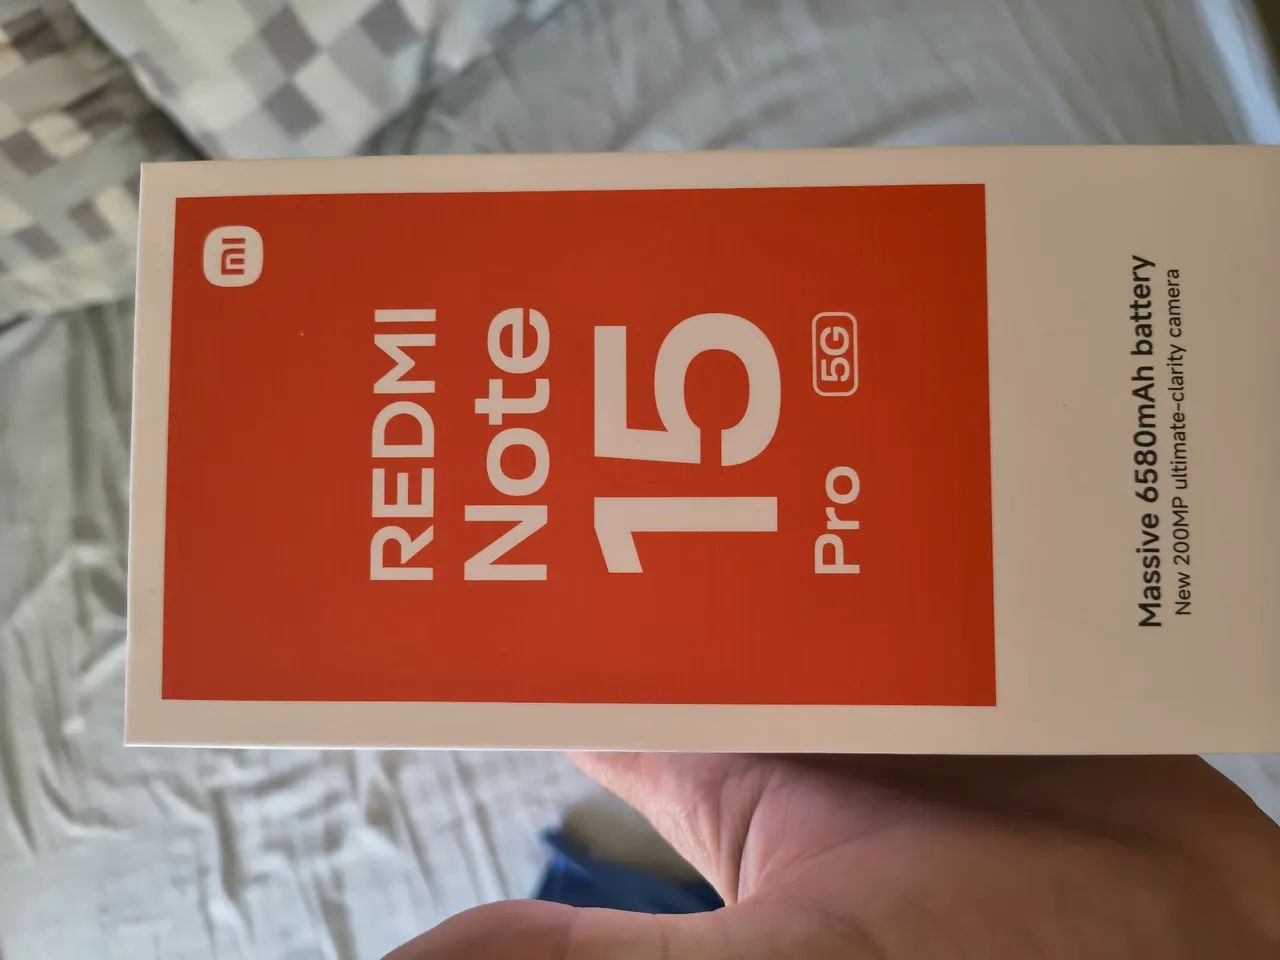 mi
REDMI
Note
15
Pro 5G
Massive 6580mAh battery
New 200MP ultimate-clarity camera